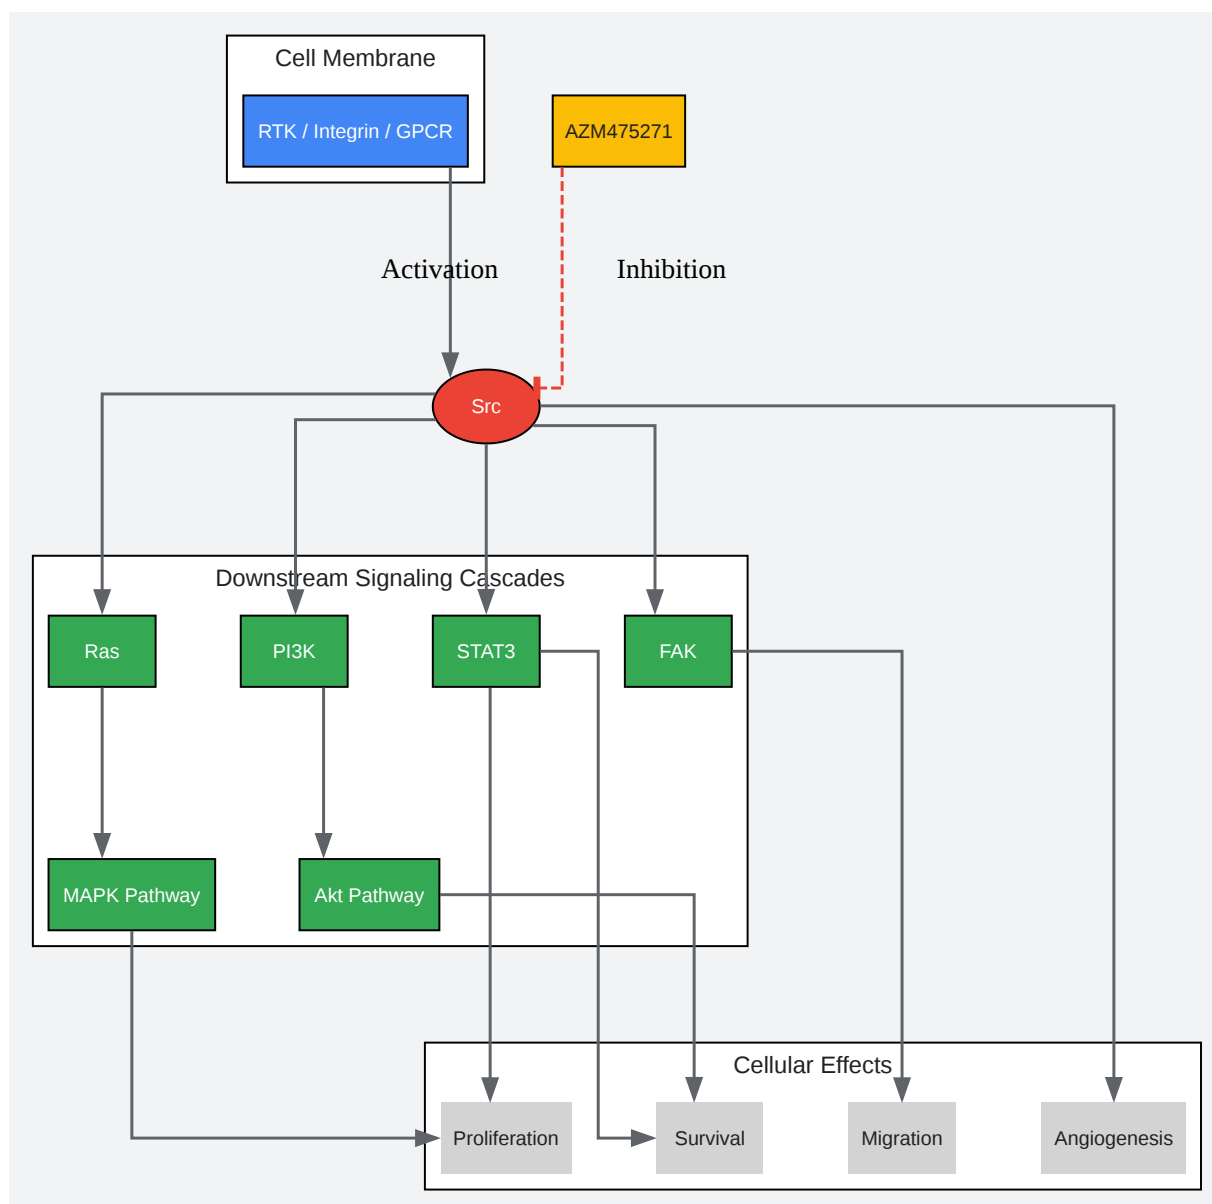 Cell Membrane
RTK / Integrin / GPCR
AZM475271
Activation
Inhibition
Src
Downstream Signaling Cascades
Ras
PI3K
STAT3
FAK
MAPK Pathway
Akt Pathway
Cellular Effects
Proliferation
Survival
Migration
Angiogenesis